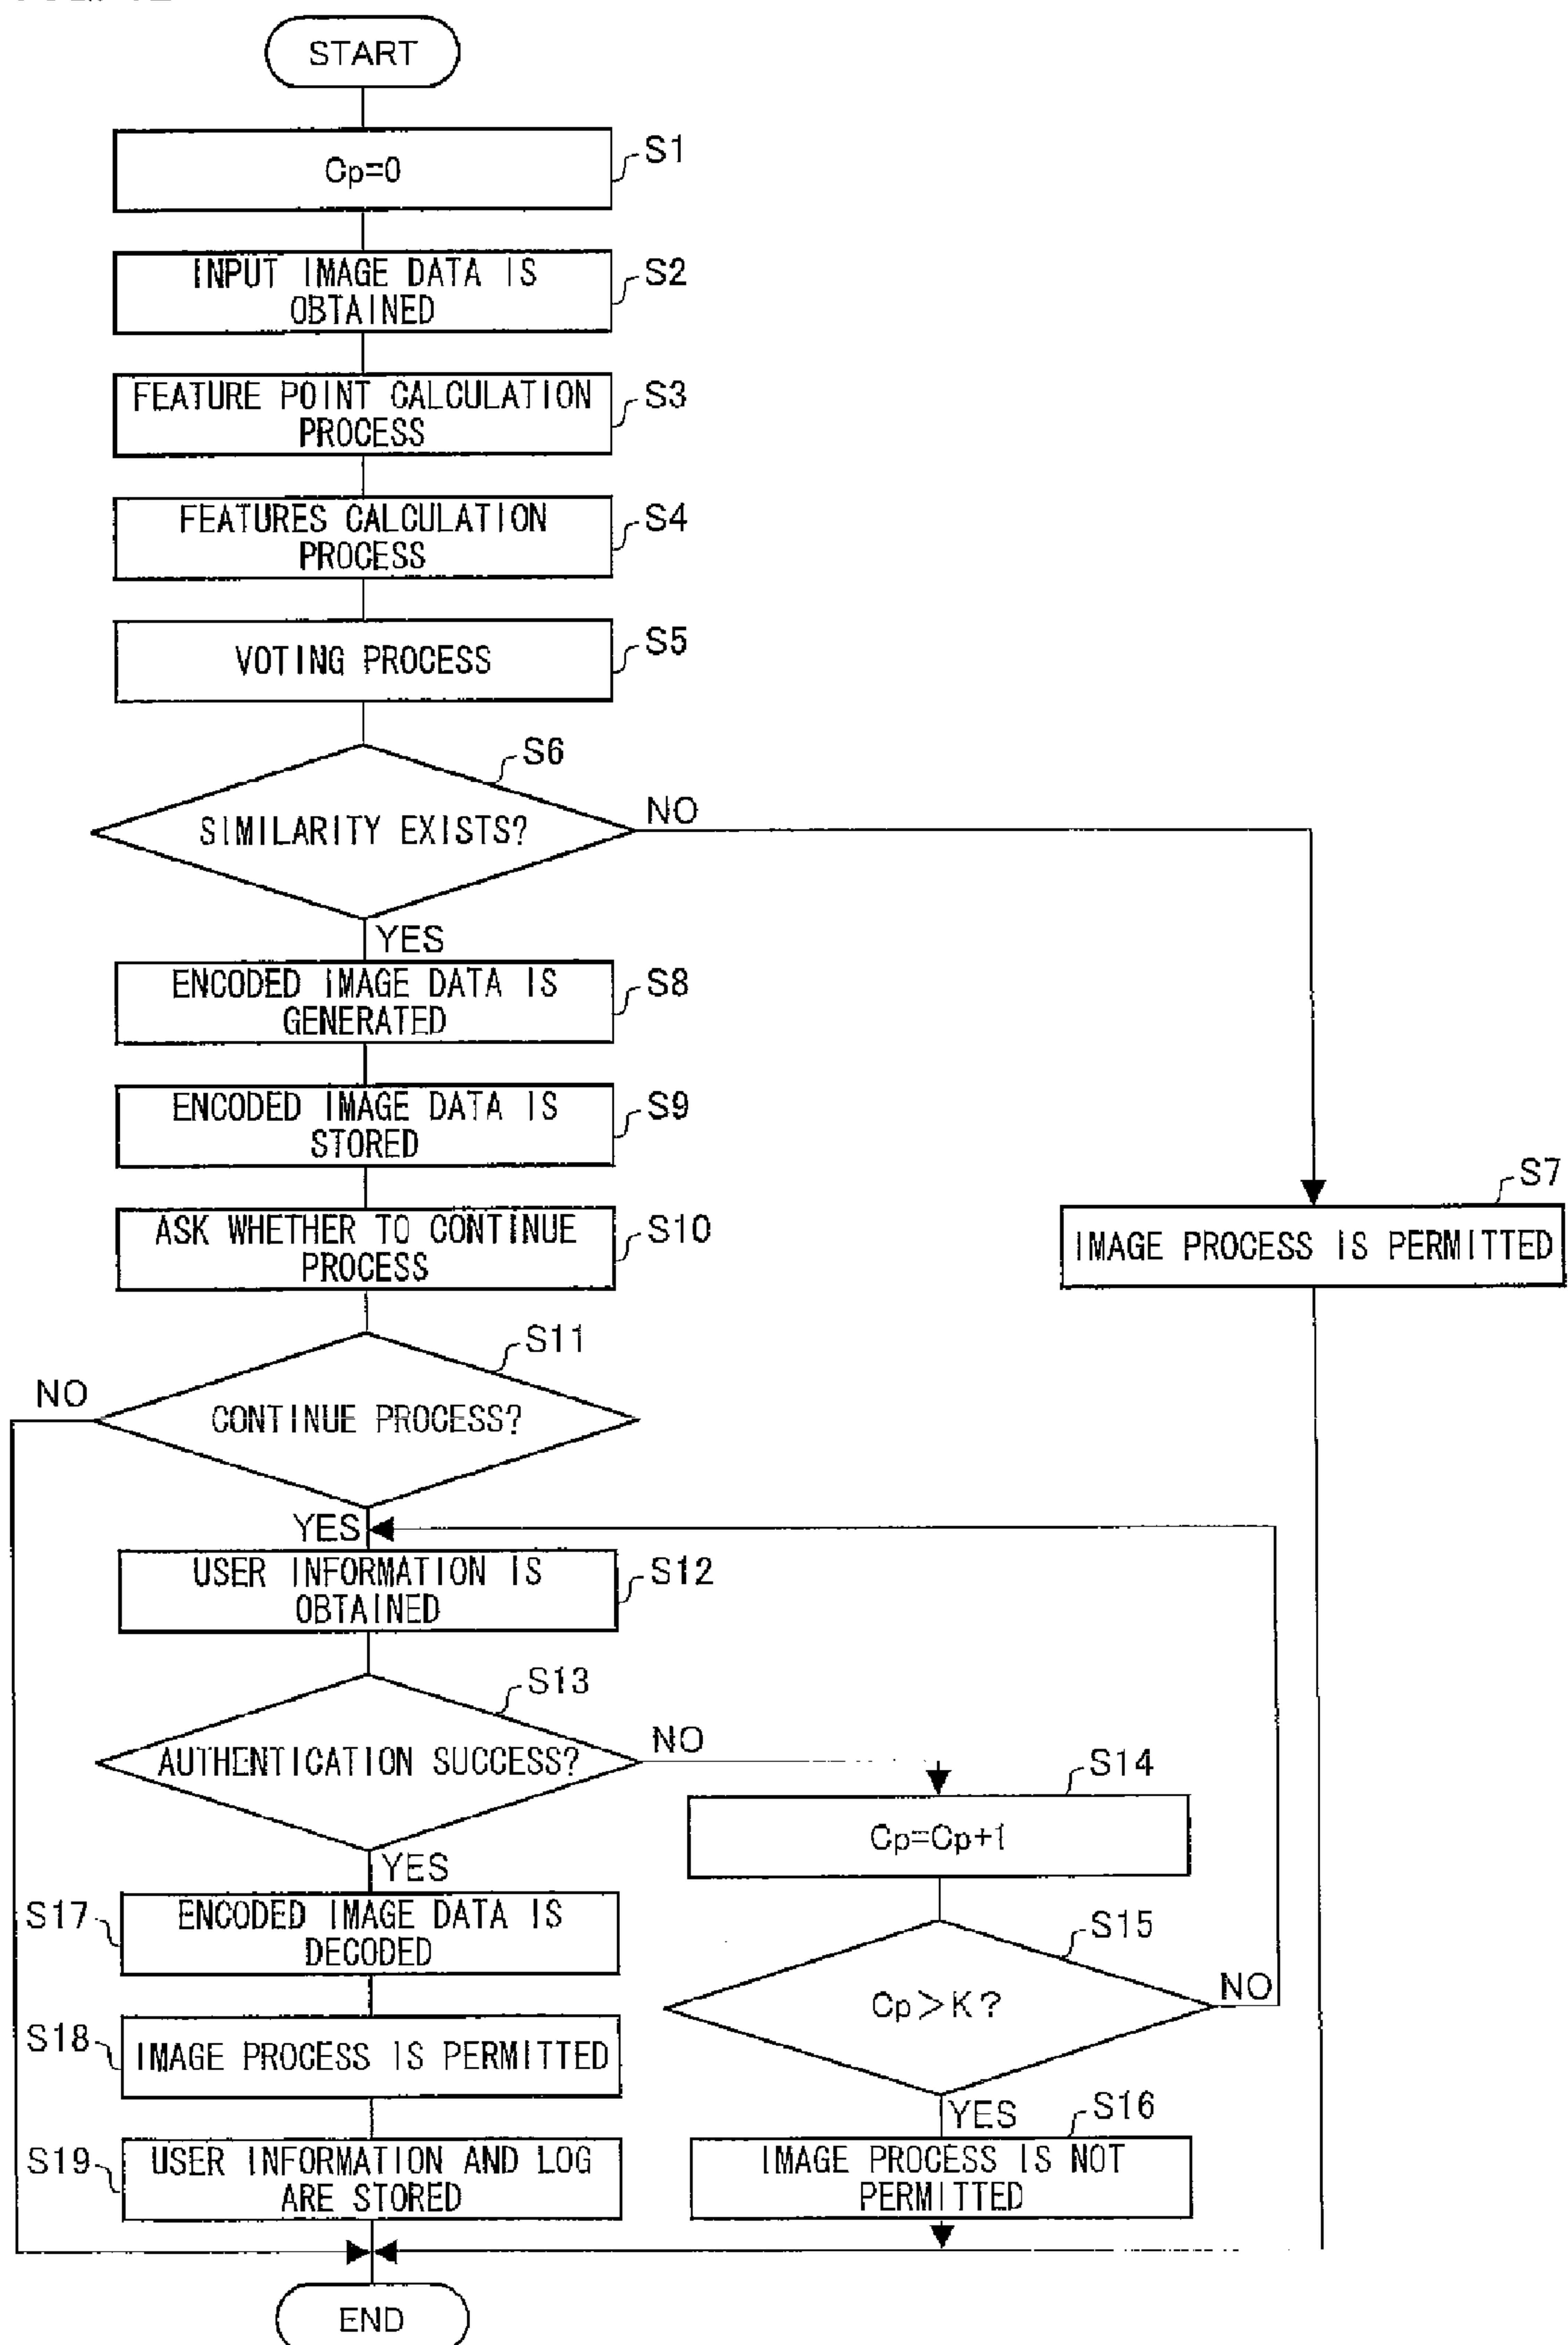 START
Cp=0
S1
INPUT IMAGE DATA IS
OBTAINED
S2
FEATURE POINT CALCULATION
PROCESS
S3
FEATURES CALCULATION
PROCESS
S4
VOTING PROCESS
S5
S6
SIMILARITY EXISTS?
NO
YES
ENCODED IMAGE DATA IS
GENERATED
S8
ENCODED IMAGE DATA IS
STORED
S9
S7
IMAGE PROCESS IS PERMITTED
ASK WHETHER TO CONTINUE
PROCESS
S10
S11
NO
CONTINUE PROCESS?
YES
USER INFORMATION IS
OBTAINED
S12
S13
AUTHENTICATION SUCCESS?
NO
S14
Cp=Cp+1
YES
S17
ENCODED IMAGE DATA IS
DECODED
S15
Cp>K?
NO
S18
IMAGE PROCESS IS PERMITTED
YES
S16
S19
USER INFORMATION AND LOG
ARE STORED
IMAGE PROCESS IS NOT
PERMITTED
END